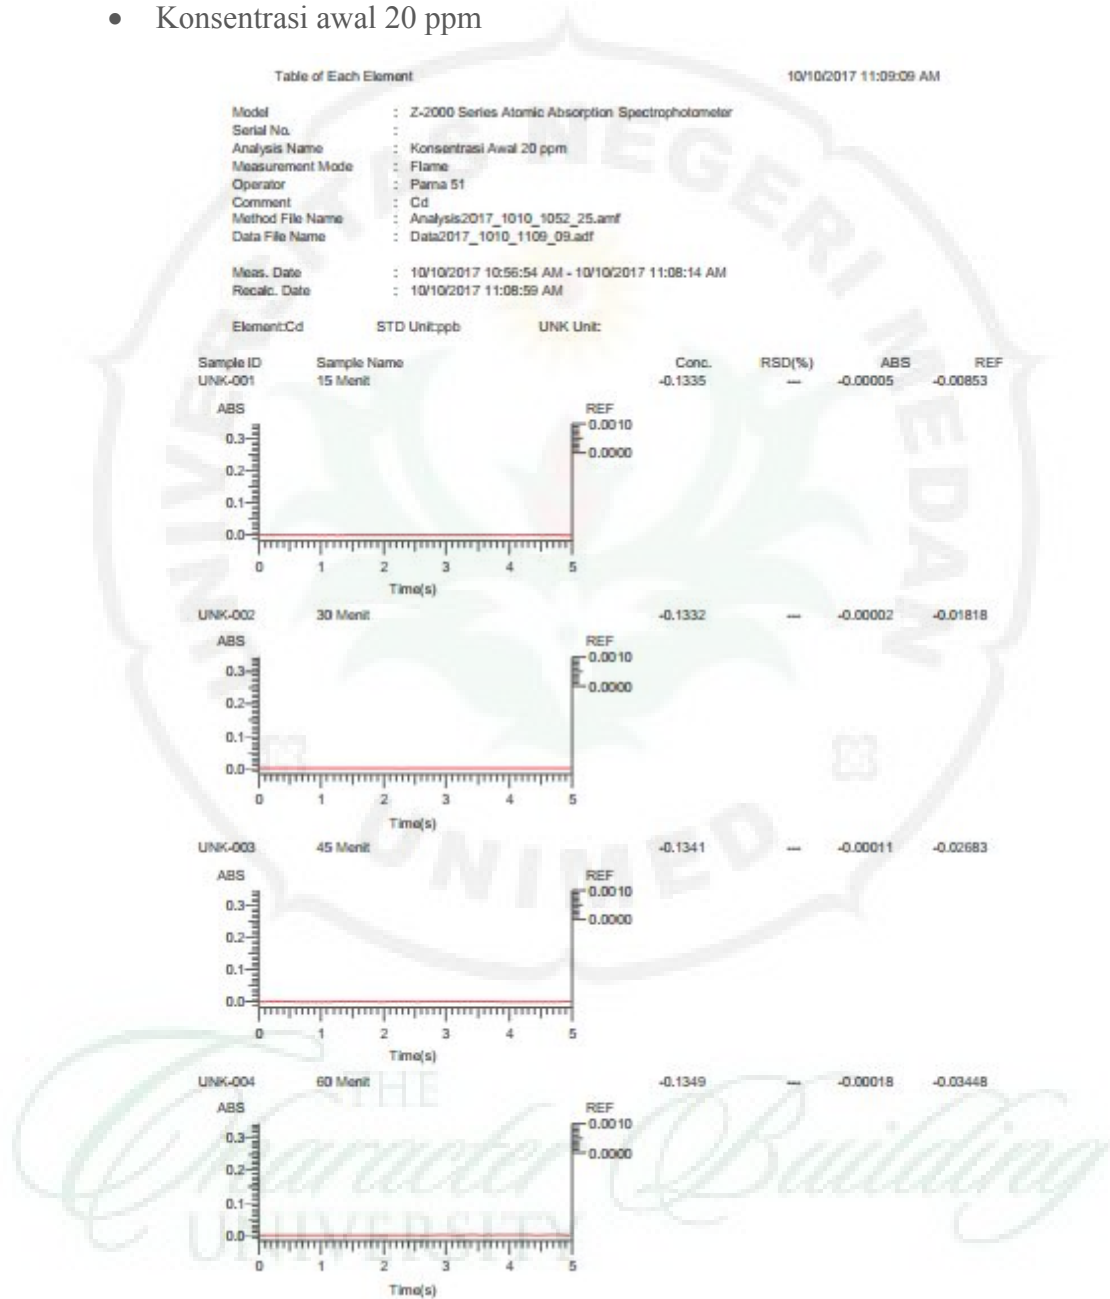 • Konsentrasi awal 20 ppm
Table of Each Element 10/10/2017 11:09:09 AM
Model : Z-2000 Series Atomic Absorption Spectrophotometer
Serial No. :
Analysis Name : Konsentrasi Awal 20 ppm
Measurement Mode : Flame
Operator : Parna 51
Comment : Cd
Method File Name : Analysis2017_1010_1052_25.amf
Data File Name : Data2017_1010_1109_09.adf
Meas. Date : 10/10/2017 10:56:54 AM - 10/10/2017 11:08:14 AM
Recalc. Date : 10/10/2017 11:08:59 AM
Element:Cd STD Unit:ppb UNK Unit:
Sample ID Sample Name Conc. RSD(%) ABS REF
UNK-001 15 Menit -0.1335 --- -0.00005 -0.00853
ABS REF
0.0010
0.3
0.0000
0.2
0.1
0.0
0 1 2 3 4 5
Time(s)
UNK-002 30 Menit -0.1332 --- -0.00002 -0.01818
ABS REF
0.0010
0.3
0.0000
0.2
0.1
0.0
0 1 2 3 4 5
Time(s)
UNK-003 45 Menit -0.1341 --- -0.00011 -0.02683
ABS REF
0.0010
0.3
0.0000
0.2
0.1
0.0
0 1 2 3 4 5
Time(s)
UNK-004 60 Menit -0.1349 --- -0.00018 -0.03448
ABS REF
0.0010
0.3
0.0000
0.2
0.1
0.0
0 1 2 3 4 5
Time(s)
UNIVERSITAS NEGERI MEDAN
UNIMED
THE
Character Building
UNIVERSITY